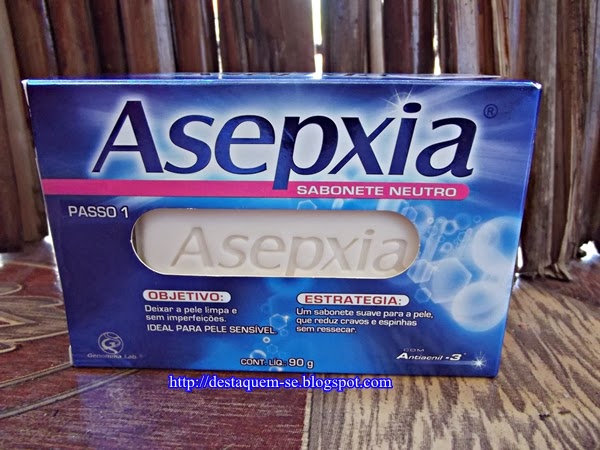 Asepxia®
SABONETE NEUTRO
PASSO 1
Asepxia
OBJETIVO:
Deixar a pele limpa e
sem imperfeições.
IDEAL PARA PELE SENSÍVEL
ESTRATEGIA:
Um sabonete suave para a pele,
que reduz cravos e espinhas
sem ressecar.
Genomma Lab.
CONT. LIQ. 90 g
COM
Antiacnil-3
http://destaquem-se.blogspot.com